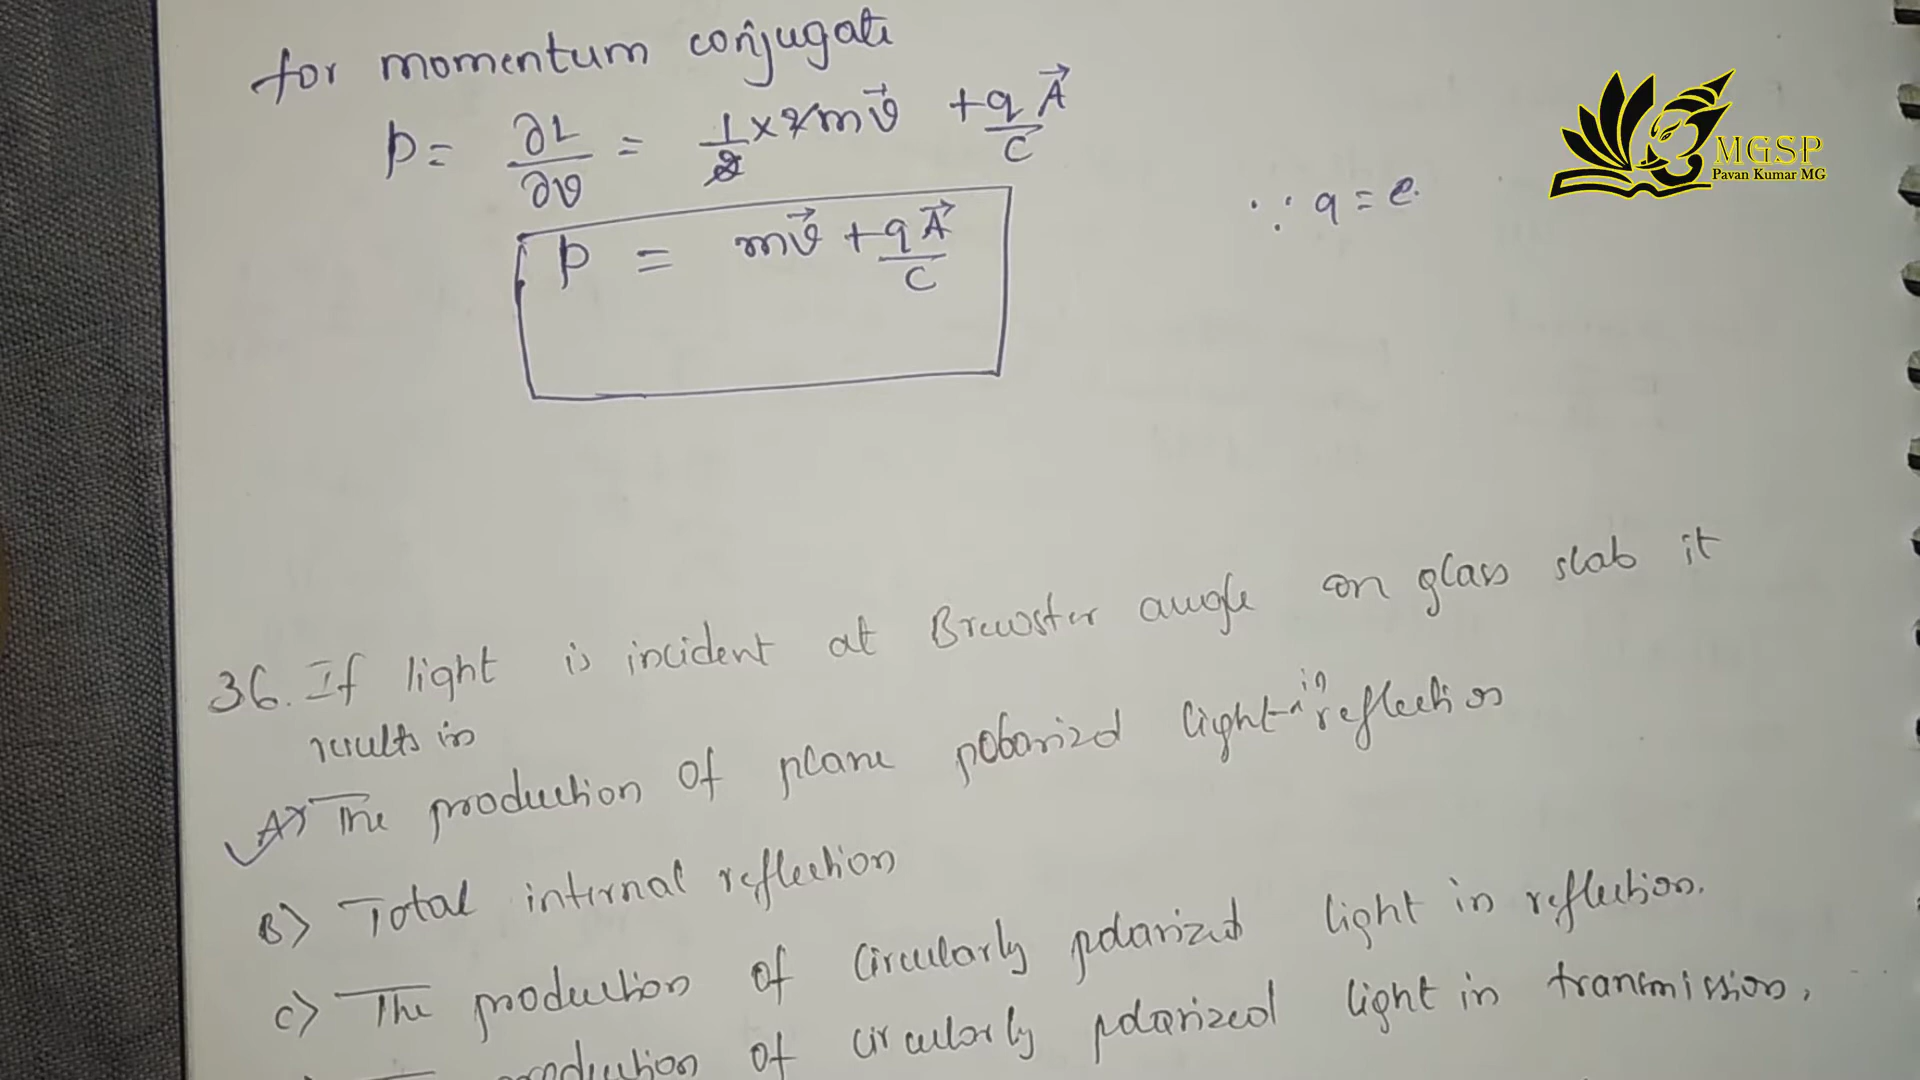 for momentum conjugate
p = ∂L/∂v = 1/2 × 2mv⃗ + qA⃗/C
p = mv⃗ + qA⃗/C
∵ q = e.
MGSP
Pavan Kumar MG
36. If light is incident at Brewster angle on glass slab it
results in
A) The production of plane polarized light in reflection
B) Total internal reflection
C) The production of circularly polarized light in reflection.
production of circularly polarized light in transmission,